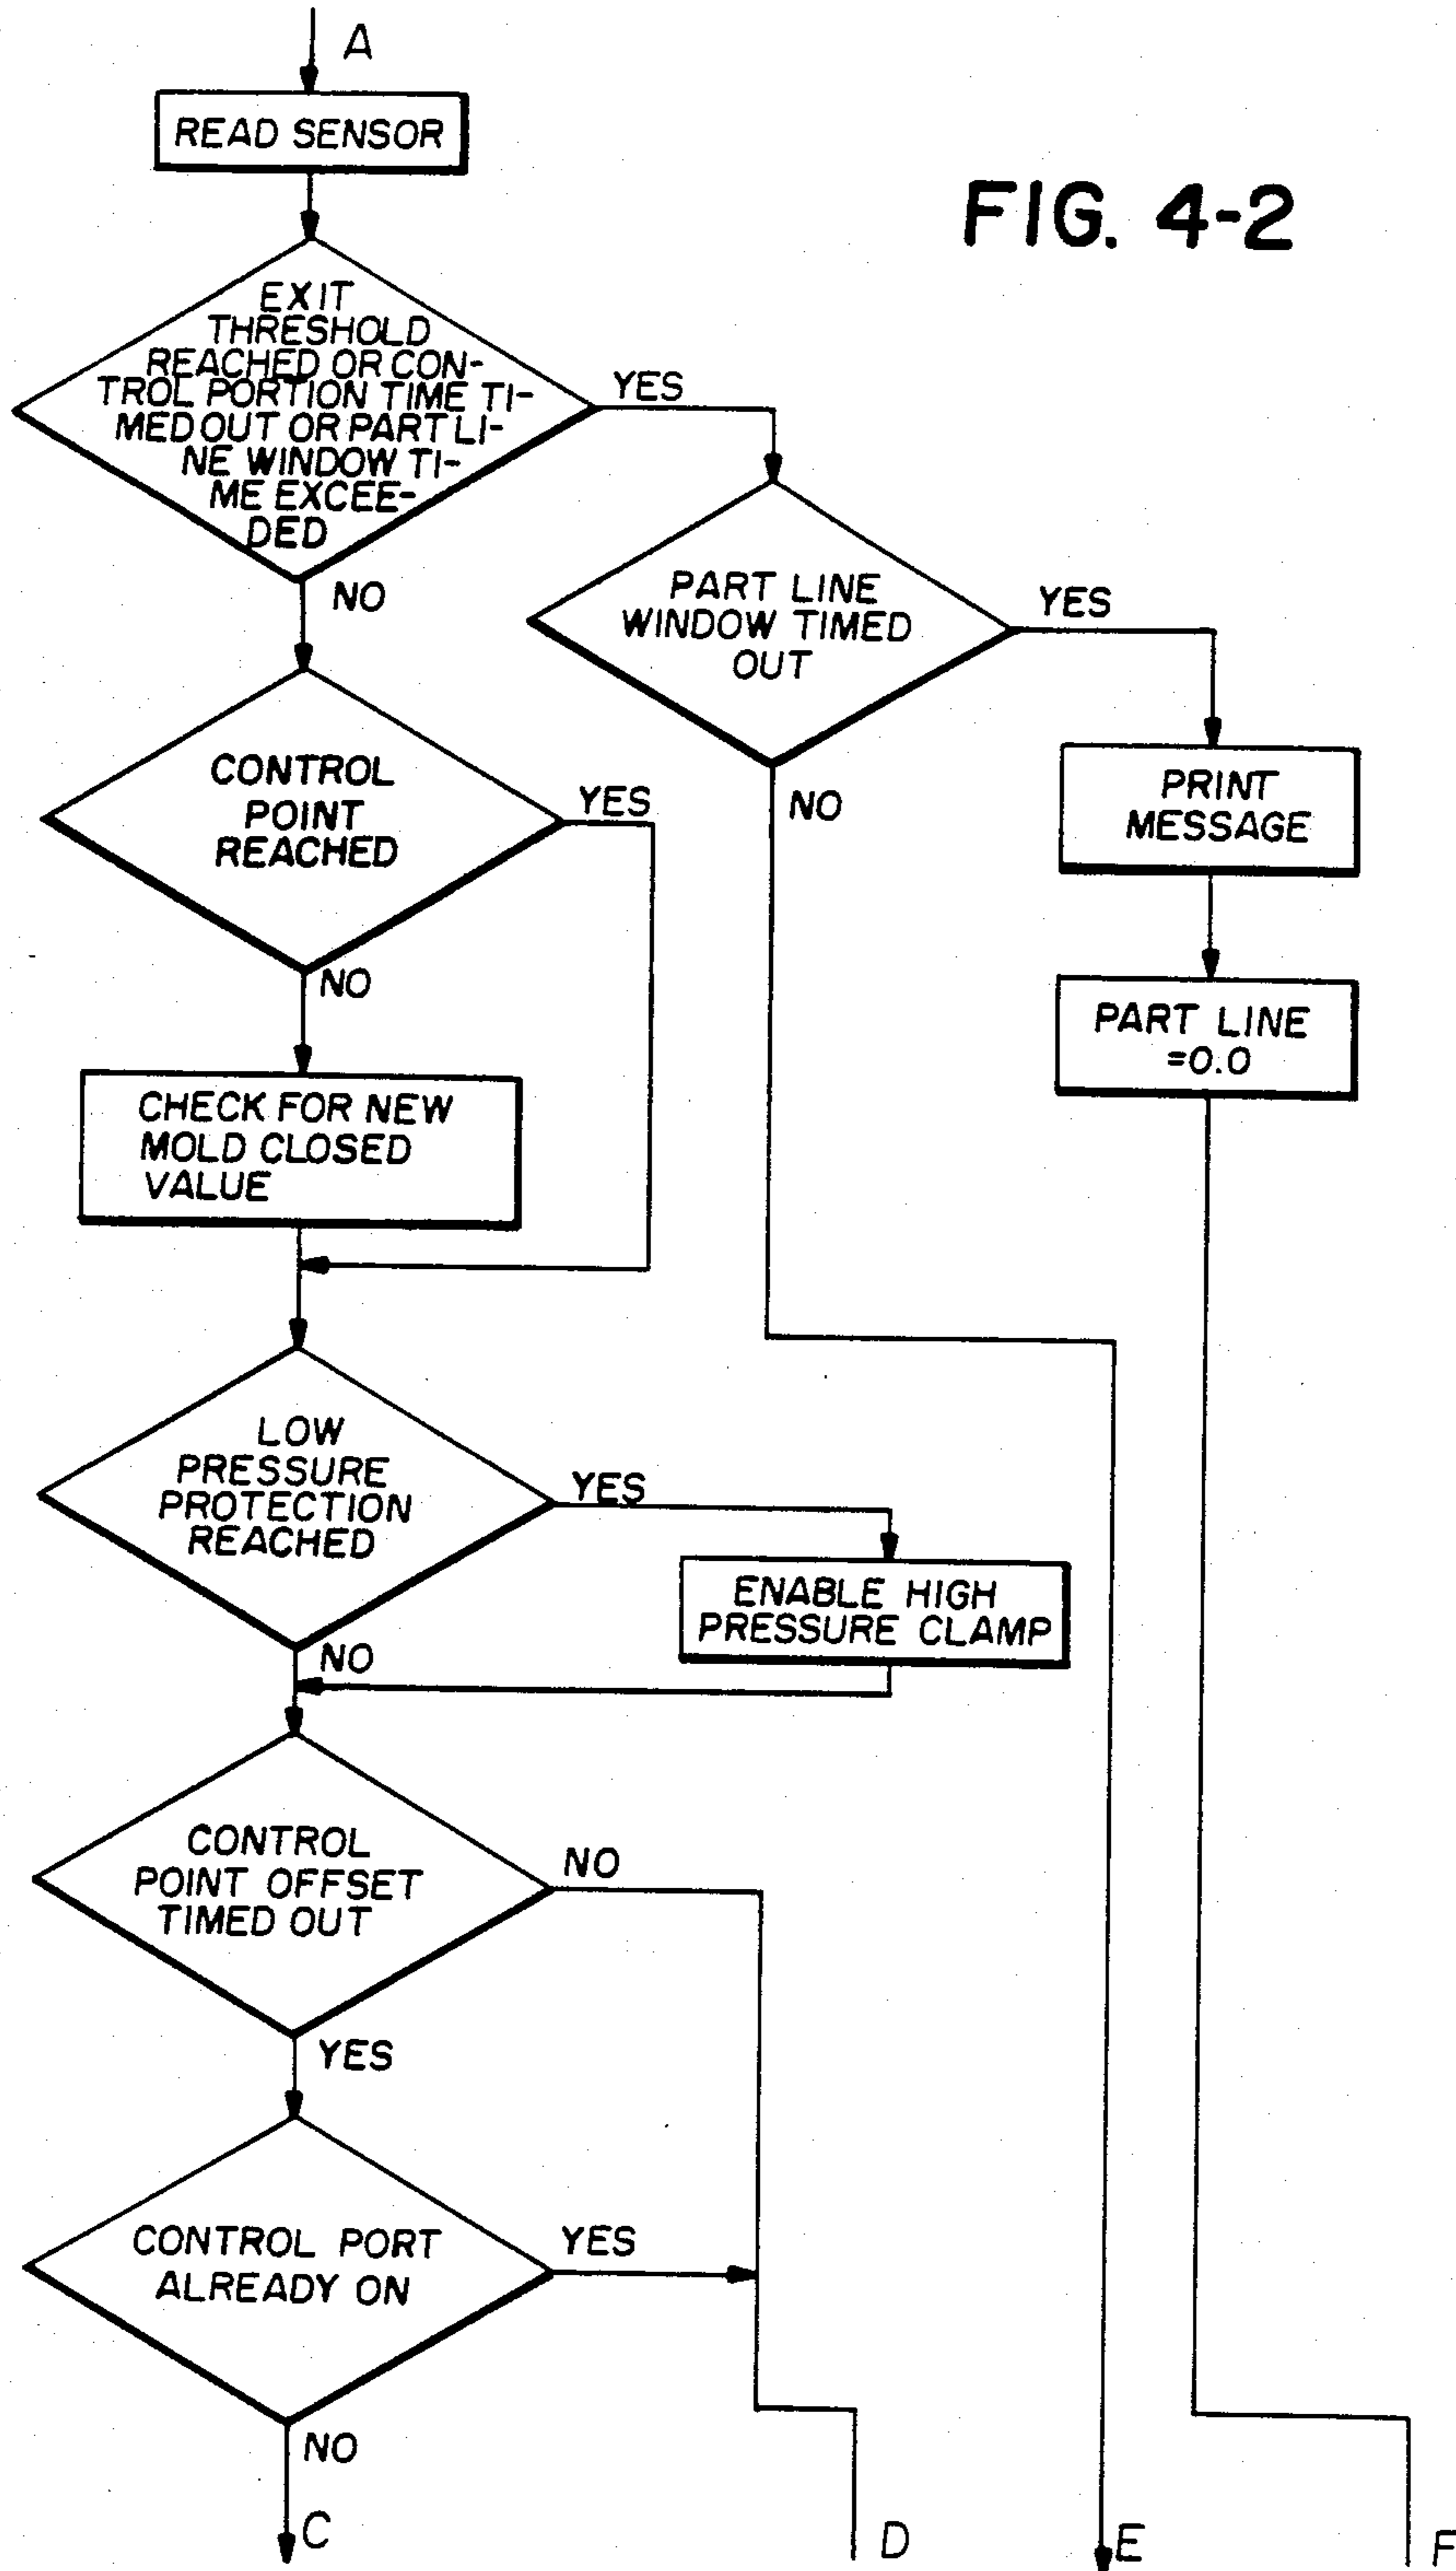 A
READ SENSOR
FIG. 4-2
EXIT
THRESHOLD
REACHED OR CON-
TROL PORTION TIME TI-
MED OUT OR PART LI-
NE WINDOW TI-
ME EXCEE-
DED
YES
NO
PART LINE
WINDOW TIMED
OUT
YES
NO
PRINT
MESSAGE
PART LINE
=0.0
CONTROL
POINT
REACHED
YES
NO
CHECK FOR NEW
MOLD CLOSED
VALUE
LOW
PRESSURE
PROTECTION
REACHED
YES
NO
ENABLE HIGH
PRESSURE CLAMP
CONTROL
POINT OFFSET
TIMED OUT
NO
YES
CONTROL PORT
ALREADY ON
YES
NO
C
D
E
F